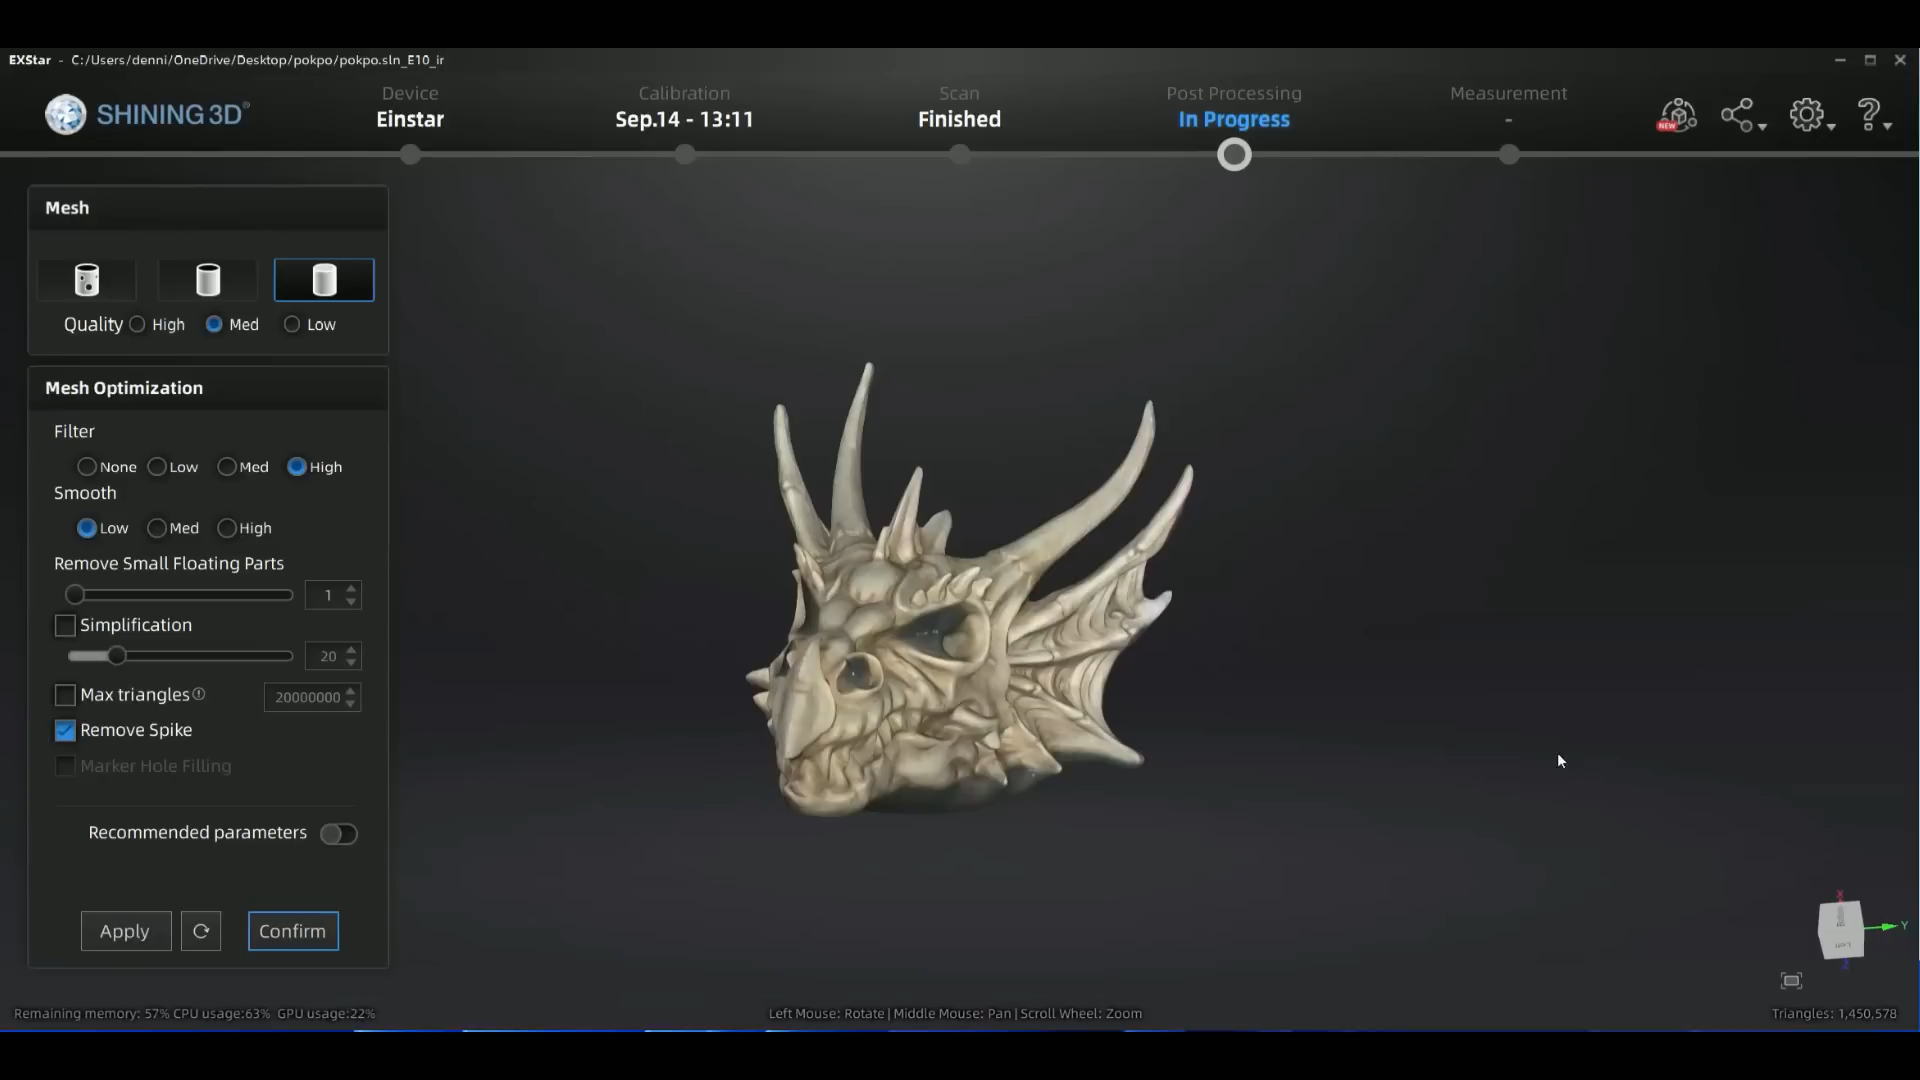 EXStar - C:/Users/denni/OneDrive/Desktop/pokpo/pokpo.sln_E10_ir
SHINING 3D®
Device
Einstar
Calibration
Sep.14 - 13:11
Scan
Finished
Post Processing
In Progress
Measurement
-
NEW
Mesh
Quality High Med Low
Mesh Optimization
Filter
None Low Med High
Smooth
Low Med High
Remove Small Floating Parts
1
Simplification
20
Max triangles 20000000
Remove Spike
Marker Hole Filling
Recommended parameters
Apply Confirm
X
Y
Left
Remaining memory: 57% CPU usage:63% GPU usage:22%
Left Mouse: Rotate | Middle Mouse: Pan | Scroll Wheel: Zoom
Triangles: 1,450,578